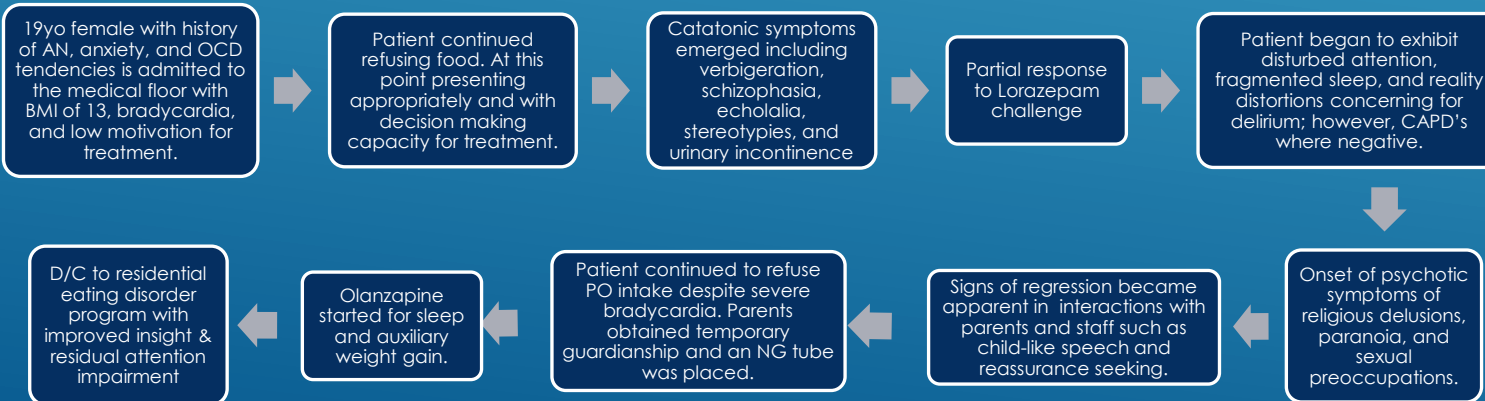 19yo female with history
of AN, anxiety, and OCD
tendencies is admitted to
the medical floor with
BMI of 13, bradycardia,
and low motivation for
treatment.
Patient continued
refusing food. At this
point presenting
appropriately and with
decision making
capacity for treatment.
Catatonic symptoms
emerged including
verbigeration,
schizophasia,
echolalia,
stereotypies, and
urinary incontinence
Partial response
to Lorazepam
challenge
Patient began to exhibit
disturbed attention,
fragmented sleep, and reality
distortions concerning for
delirium; however, CAPD's
where negative.
Onset of psychotic
symptoms of
religious delusions,
paranoia, and
sexual
preoccupations.
Signs of regression became
apparent in interactions with
parents and staff such as
child-like speech and
reassurance seeking.
Patient continued to refuse
PO intake despite severe
bradycardia. Parents
obtained temporary
guardianship and an NG tube
was placed.
Olanzapine
started for sleep
and auxiliary
weight gain.
D/C to residential
eating disorder
program with
improved insight &
residual attention
impairment